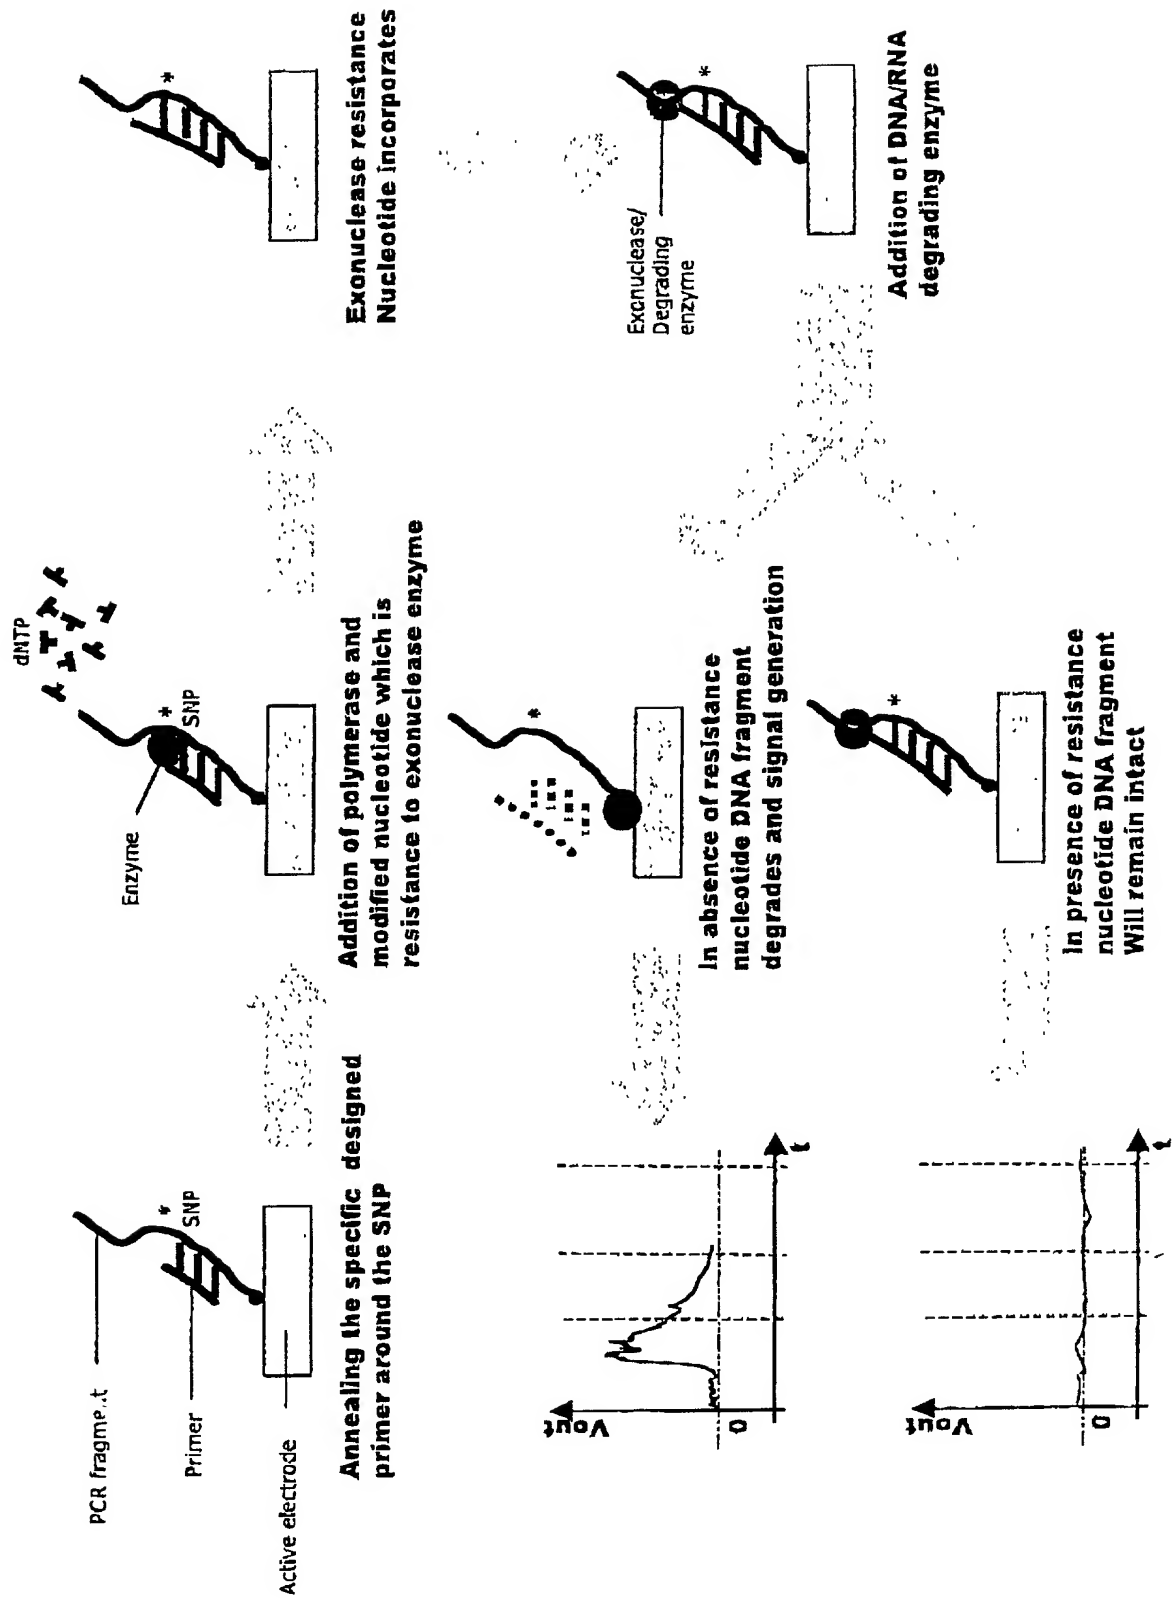 PCR fragme..t
Primer
Active electrode
*
SNP
Annealing the specific designed
primer around the SNP
dNTP
Enzyme
*
SNP
Addition of polymerase and
modified nucleotide which is
resistance to exonuclease enzyme
*
Exonuclease resistance
Nucleotide incorporates
Exonuclease/
Degrading
enzyme
*
Addition of DNA/RNA
degrading enzyme
*
In absence of resistance
nucleotide DNA fragment
degrades and signal generation
Vout
0
t
*
In presence of resistance
nucleotide DNA fragment
Will remain intact
Vout
0
t